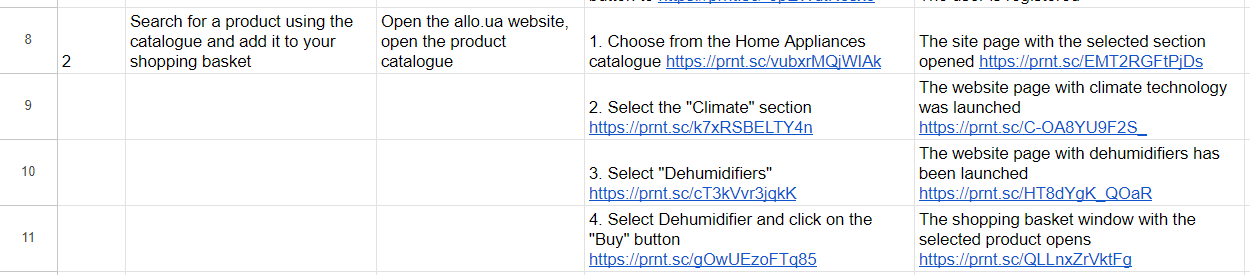 8
2
Search for a product using the
catalogue and add it to your
shopping basket
Open the allo.ua website,
open the product
catalogue
1. Choose from the Home Appliances
catalogue https://prnt.sc/vubxrMQjWIAk
The site page with the selected section
opened https://prnt.sc/EMT2RGFtPjDs
9
2. Select the "Climate" section
https://prnt.sc/k7xRSBELTY4n
The website page with climate technology
was launched
https://prnt.sc/C-OA8YU9F2S_
10
3. Select "Dehumidifiers"
https://prnt.sc/cT3kVvr3jqkK
The website page with dehumidifiers has
been launched
https://prnt.sc/HT8dYgK_QOaR
11
4. Select Dehumidifier and click on the
"Buy" button
https://prnt.sc/gOwUEzoFTq85
The shopping basket window with the
selected product opens
https://prnt.sc/QLLnxZrVktFg